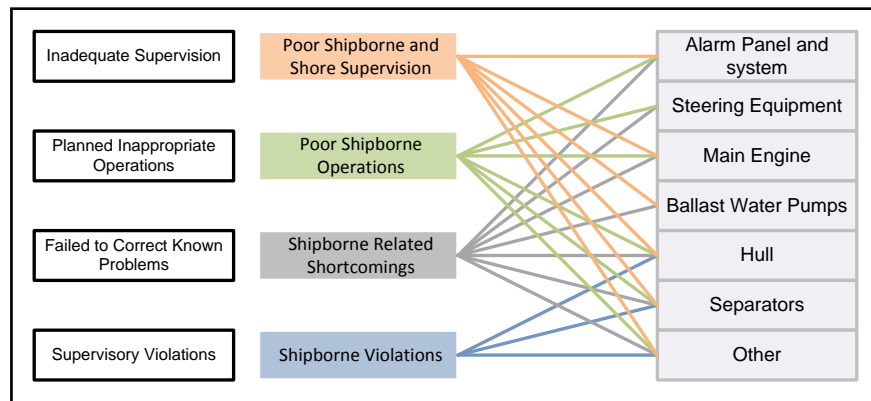 Inadequate Supervision
Poor Shipborne and
Shore Supervision
Alarm Panel and
system
Steering Equipment
Planned Inappropriate
Operations
Poor Shipborne
Operations
Main Engine
Ballast Water Pumps
Failed to Correct Known
Problems
Shipborne Related
Shortcomings
Hull
Separators
Supervisory Violations
Shipborne Violations
Other